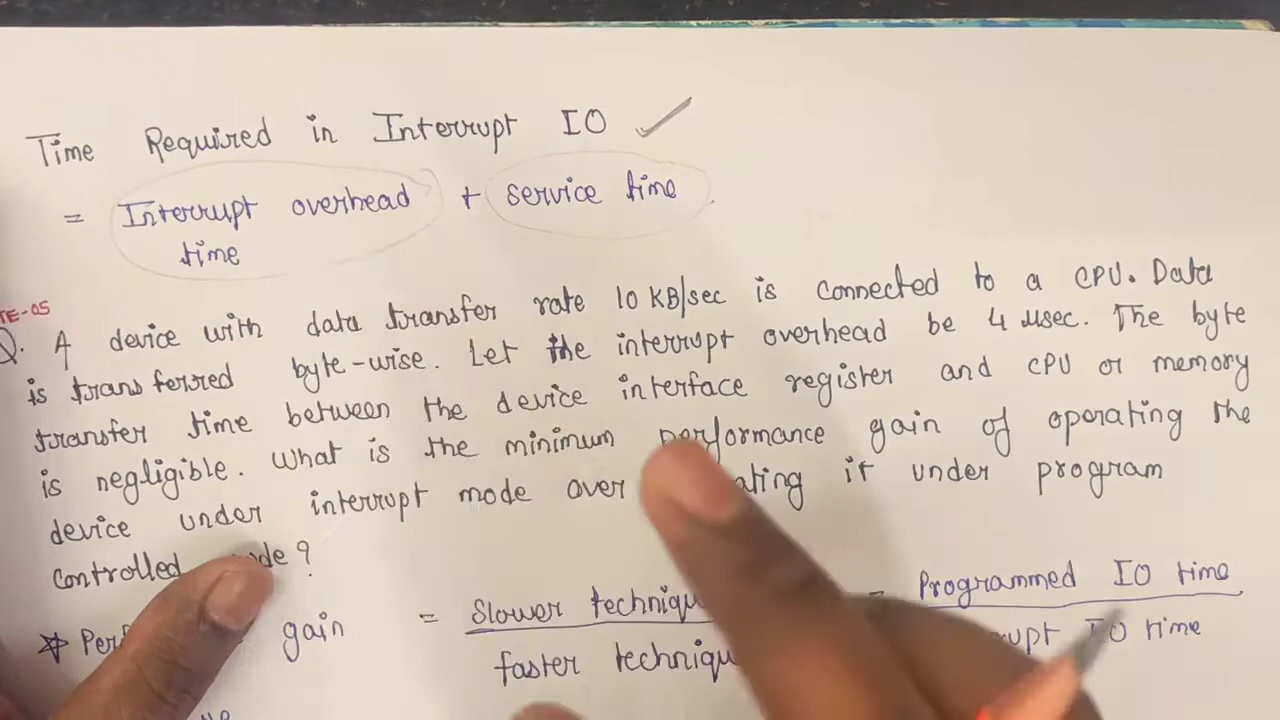 Time Required in Interrupt IO
= Interrupt overhead + service time
time
TE-05
Q. A device with data transfer rate 10 KB/sec is connected to a CPU. Data
is transferred byte-wise. Let the interrupt overhead be 4 μsec. The byte
transfer time between the device interface register and CPU or memory
is negligible. What is the minimum performance gain of operating the
device under interrupt mode over ating it under program
controlled ?
gain = Slower = Programmed IO time
faster IO time